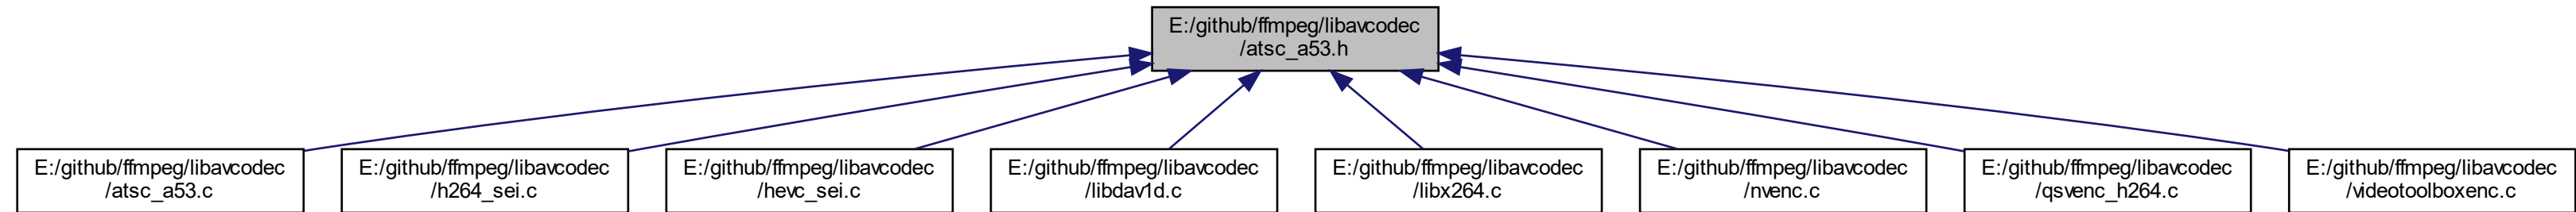 E:/github/ffmpeg/libavcodec
/atsc_a53.h
E:/github/ffmpeg/libavcodec
/atsc_a53.c
E:/github/ffmpeg/libavcodec
/h264_sei.c
E:/github/ffmpeg/libavcodec
/hevc_sei.c
E:/github/ffmpeg/libavcodec
/libdav1d.c
E:/github/ffmpeg/libavcodec
/libx264.c
E:/github/ffmpeg/libavcodec
/nvenc.c
E:/github/ffmpeg/libavcodec
/qsvenc_h264.c
E:/github/ffmpeg/libavcodec
/videotoolboxenc.c